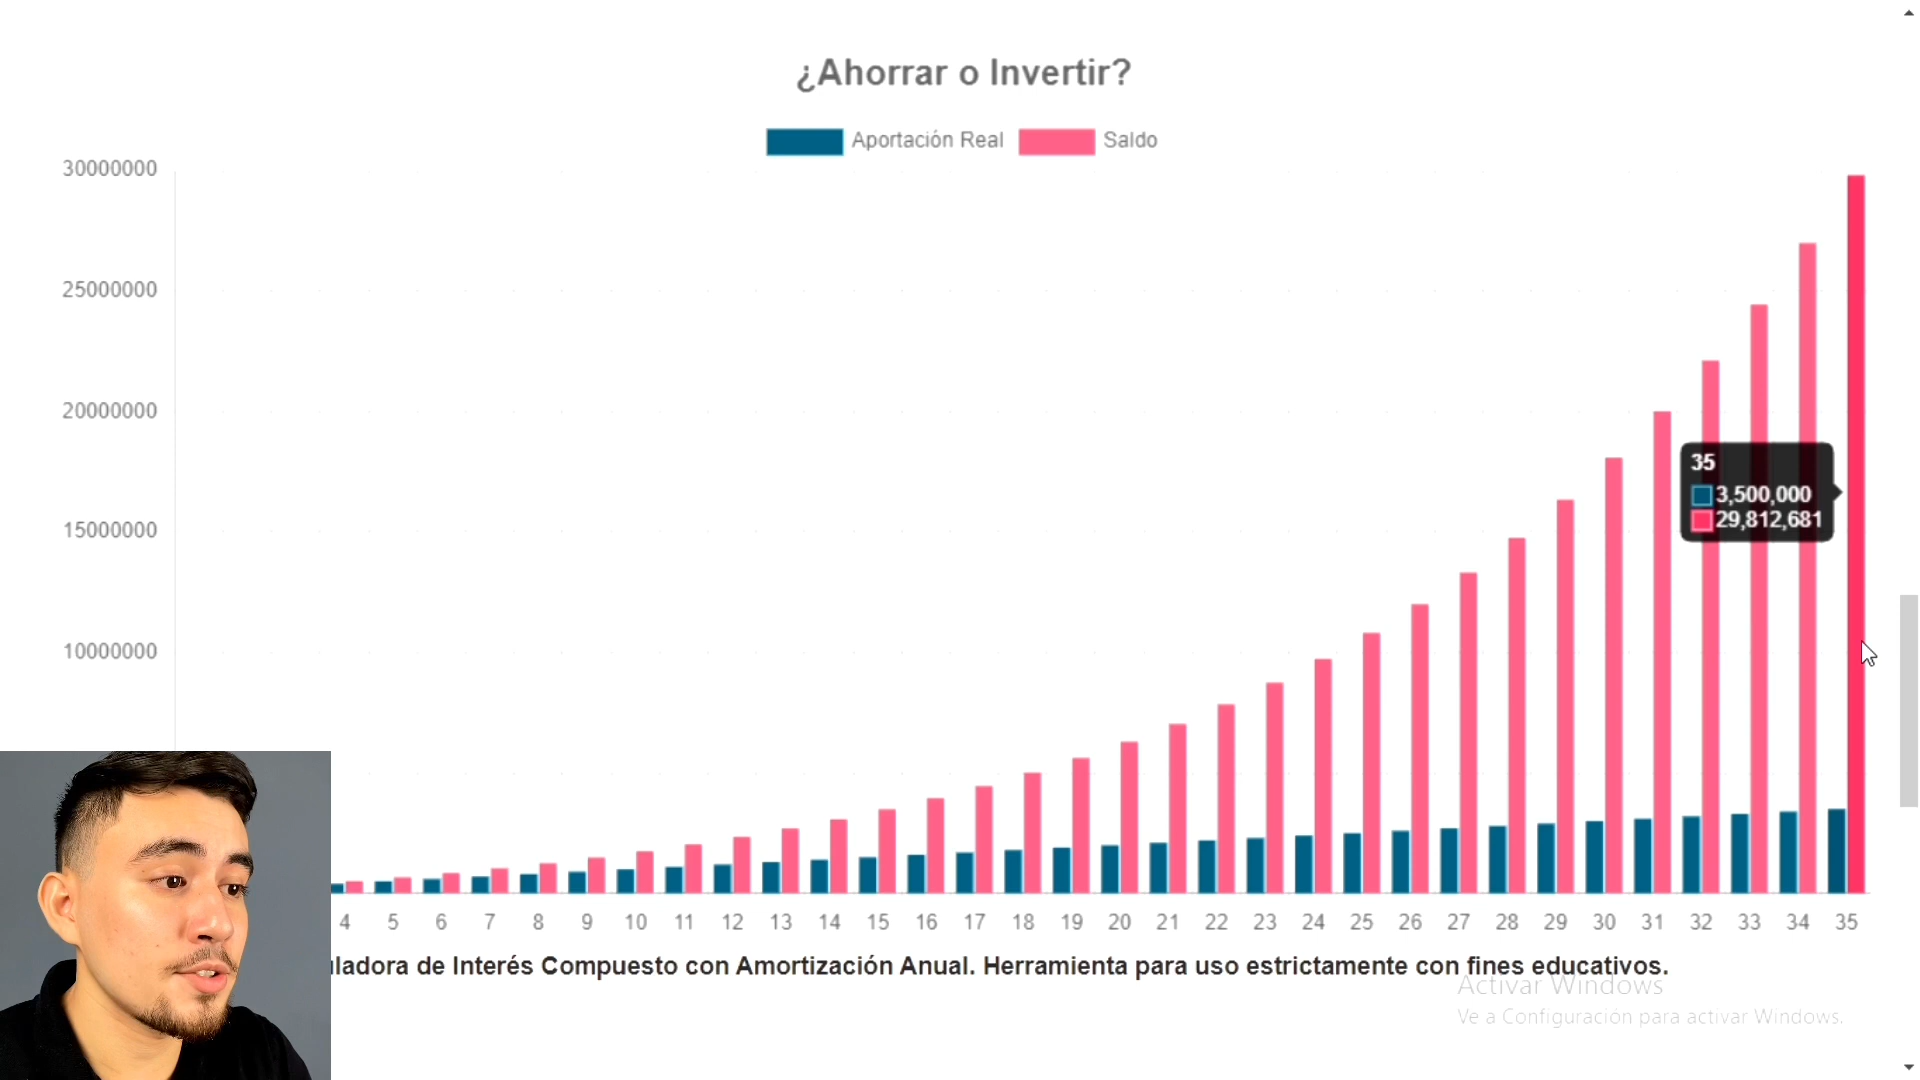 ¿Ahorrar o Invertir?
Aportación Real Saldo
30000000
25000000
20000000
15000000
10000000
35
3,500,000
29,812,681
4 5 6 7 8 9 10 11 12 13 14 15 16 17 18 19 20 21 22 23 24 25 26 27 28 29 30 31 32 33 34 35
uladora de Interés Compuesto con Amortización Anual. Herramienta para uso estrictamente con fines educativos.
Activar Windows
Ve a Configuración para activar Windows.